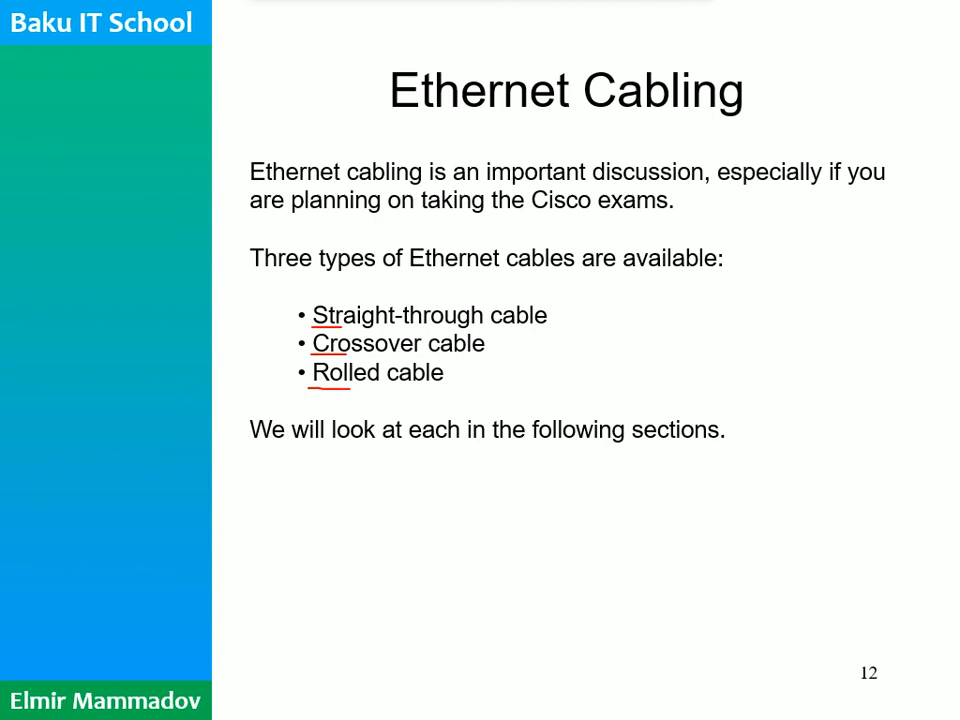 Baku IT School
Ethernet Cabling
Ethernet cabling is an important discussion, especially if you
are planning on taking the Cisco exams.
Three types of Ethernet cables are available:
• Straight-through cable
• Crossover cable
• Rolled cable
We will look at each in the following sections.
12
Elmir Mammadov